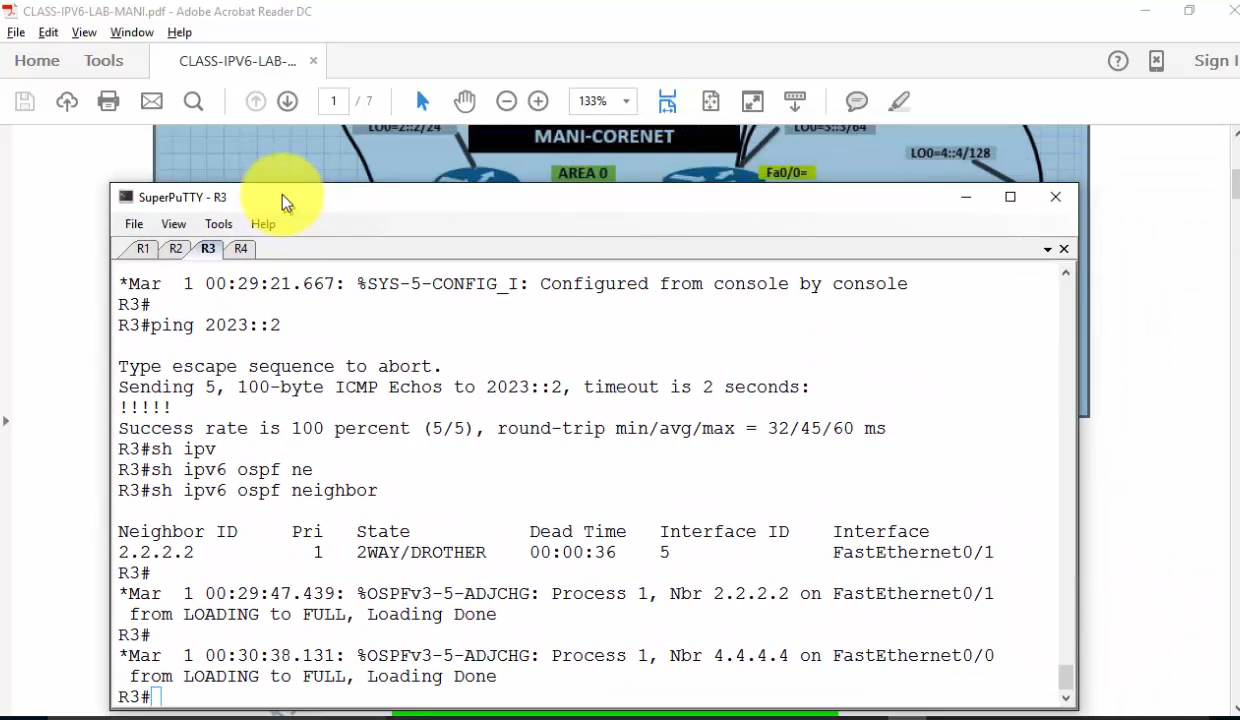 CLASS-IPV6-LAB-MANI.pdf - Adobe Acrobat Reader DC
File Edit View Window Help
Home Tools CLASS-IPV6-LAB-... × Sign I
1 / 7 133%
LO0=2::2/24 MANI-CORENET LO0=3::3/64
LO0=4::4/128
AREA 0 Fa0/0=
SuperPuTTY - R3
File View Tools Help
R1 R2 R3 R4
*Mar 1 00:29:21.667: %SYS-5-CONFIG_I: Configured from console by console
R3#
R3#ping 2023::2
Type escape sequence to abort.
Sending 5, 100-byte ICMP Echos to 2023::2, timeout is 2 seconds:
!!!!!
Success rate is 100 percent (5/5), round-trip min/avg/max = 32/45/60 ms
R3#sh ipv
R3#sh ipv6 ospf ne
R3#sh ipv6 ospf neighbor
Neighbor ID Pri State Dead Time Interface ID Interface
2.2.2.2 1 2WAY/DROTHER 00:00:36 5 FastEthernet0/1
R3#
*Mar 1 00:29:47.439: %OSPFv3-5-ADJCHG: Process 1, Nbr 2.2.2.2 on FastEthernet0/1
from LOADING to FULL, Loading Done
R3#
*Mar 1 00:30:38.131: %OSPFv3-5-ADJCHG: Process 1, Nbr 4.4.4.4 on FastEthernet0/0
from LOADING to FULL, Loading Done
R3#